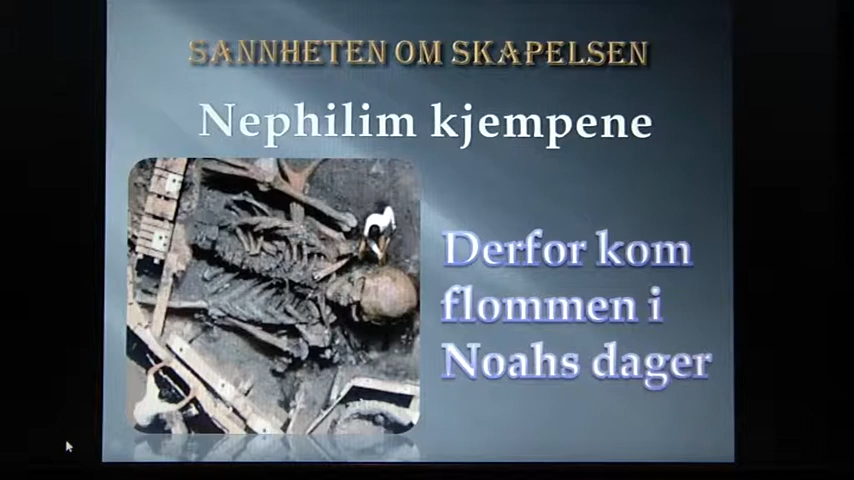 SANNHETEN OM SKAPELSEN
Nephilim kjempene
Derfor kom
flommen i
Noahs dager